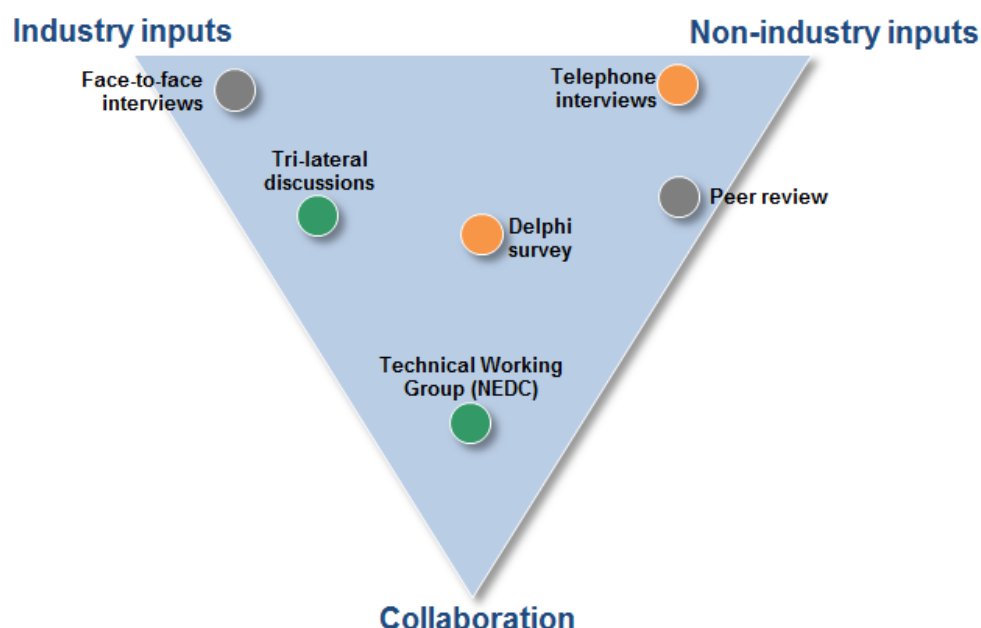 Industry inputs
Non-industry inputs
Face-to-face
interviews
Telephone
interviews
Tri-lateral
discussions
Peer review
Delphi
survey
Technical Working
Group (NEDC)
Collaboration